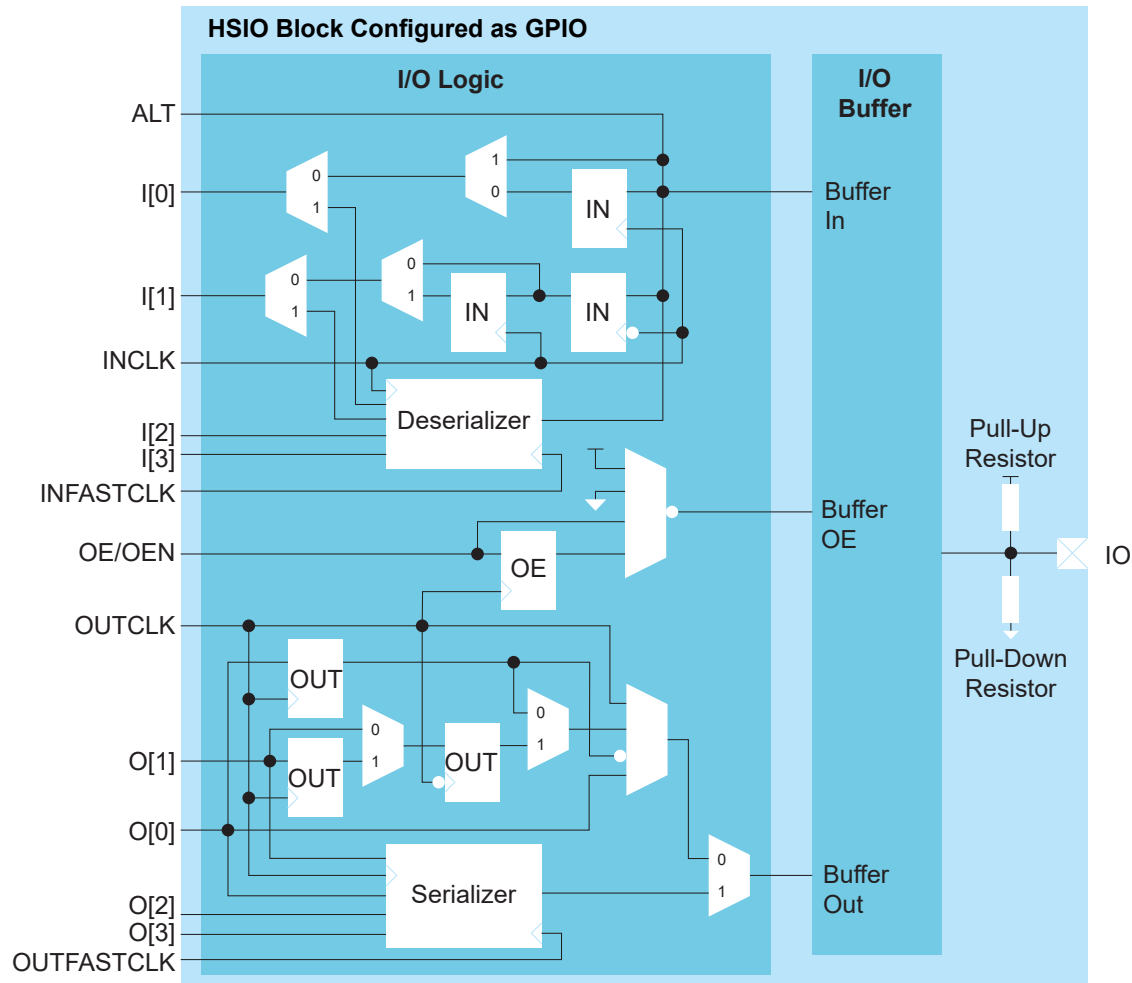 HSIO Block Configured as GPIO
I/O Logic
I/O
Buffer
ALT
I[0]
0
1
1
0
IN
Buffer
In
I[1]
0
1
0
1
IN
IN
INCLK
Deserializer
I[2]
I[3]
INFASTCLK
Pull-Up
Resistor
Buffer
OE
OE/OEN
OE
IO
OUTCLK
OUT
Pull-Down
Resistor
0
1
0
1
OUT
O[1]
OUT
O[0]
0
1
Serializer
Buffer
Out
O[2]
O[3]
OUTFASTCLK